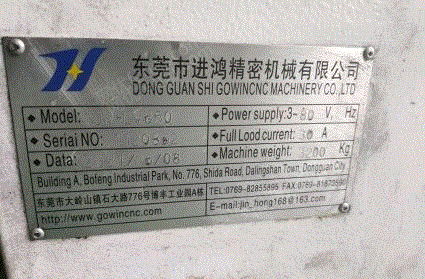 东莞市进鸿精密机械有限公司
DONG GUAN SHI GOWINCNC MACHINERY CO.,LTD
Model:
Power supply:3~ V, Hz
Serial NO:
Full Lood current: A
Data: /08
Machine weight: Kg
Building A, Boteng Industrial Park, No. 776, Shida Road, Dalingshan Town, Dongguan City
东莞市大岭山镇石大路776号博丰工业园A栋
TEL:0769-82855895 FAX 0769-
http://www.gowincnc.com
E-mail:jin_hong168@163.com